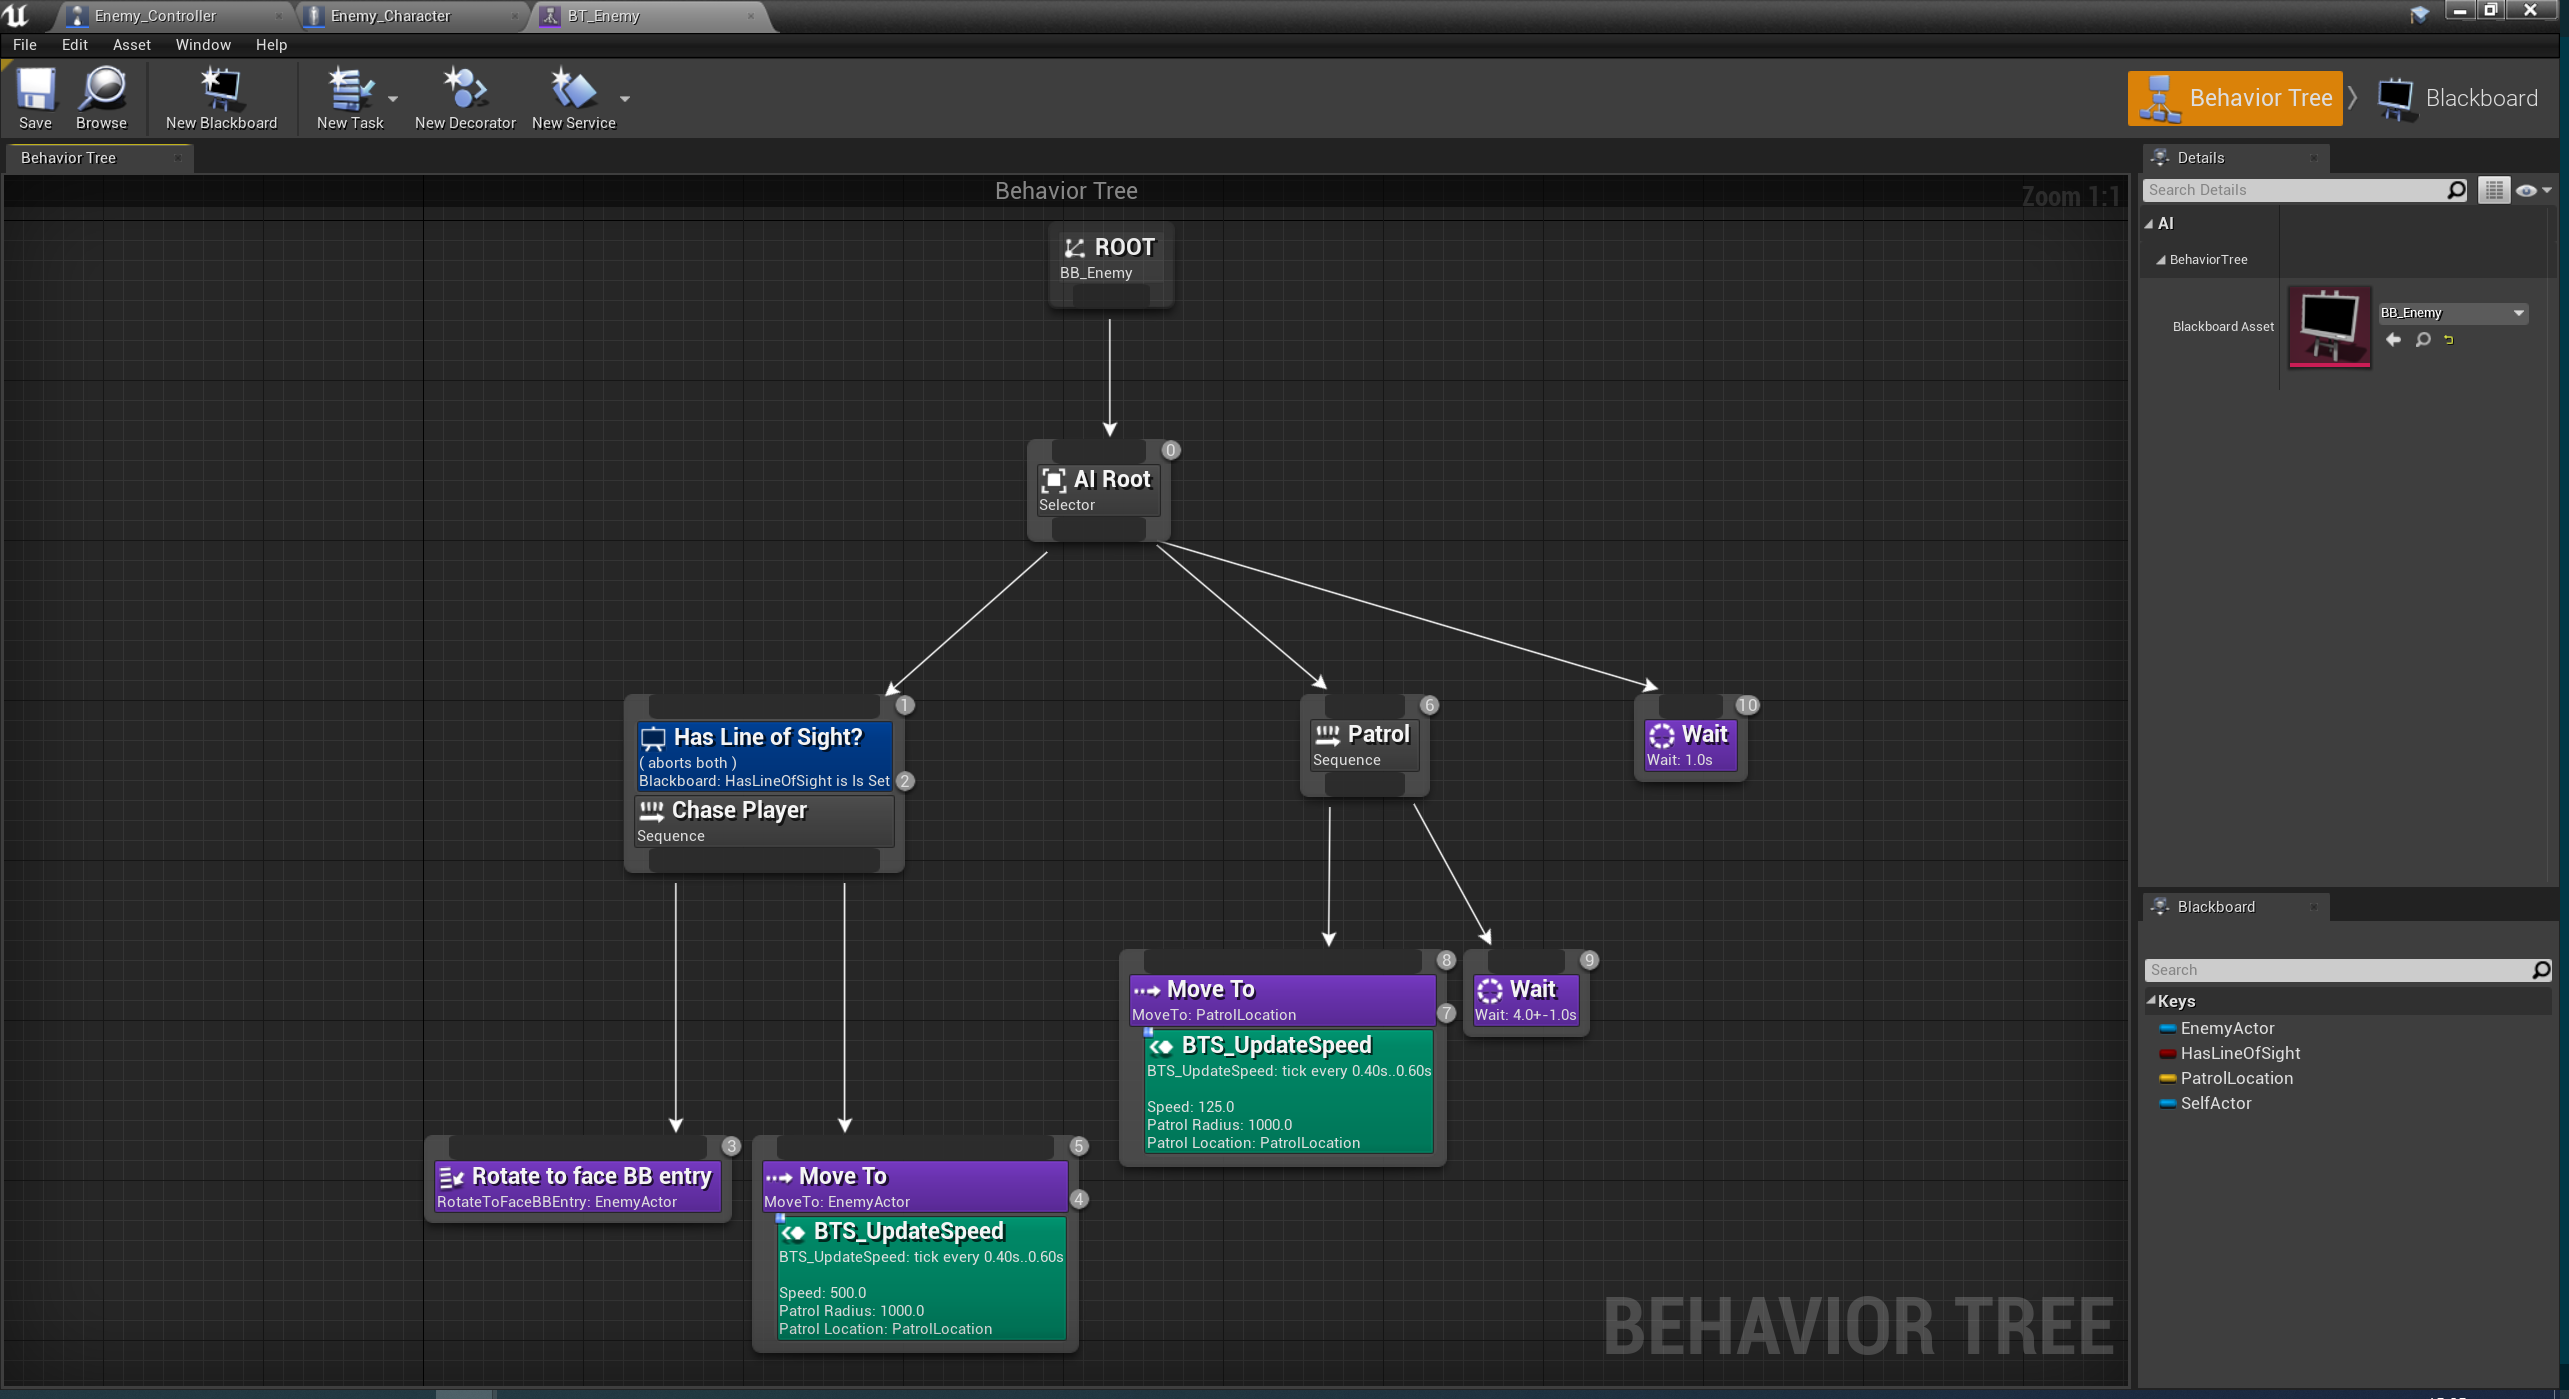 Enemy_Controller
Enemy_Character
BT_Enemy
File Edit Asset Window Help
Save
Browse
New Blackboard
New Task
New Decorator
New Service
Behavior Tree
Blackboard
Behavior Tree
Behavior Tree
Zoom 1:1
ROOT
BB_Enemy
0
AI Root
Selector
1
Has Line of Sight?
( aborts both )
Blackboard: HasLineOfSight is Is Set
2
Chase Player
Sequence
6
Patrol
Sequence
10
Wait
Wait: 1.0s
8
Move To
MoveTo: PatrolLocation
7
BTS_UpdateSpeed
BTS_UpdateSpeed: tick every 0.40s..0.60s
Speed: 125.0
Patrol Radius: 1000.0
Patrol Location: PatrolLocation
9
Wait
Wait: 4.0+-1.0s
3
Rotate to face BB entry
RotateToFaceBBEntry: EnemyActor
5
Move To
MoveTo: EnemyActor
4
BTS_UpdateSpeed
BTS_UpdateSpeed: tick every 0.40s..0.60s
Speed: 500.0
Patrol Radius: 1000.0
Patrol Location: PatrolLocation
BEHAVIOR TREE
Details
Search Details
AI
BehaviorTree
Blackboard Asset
BB_Enemy
Blackboard
Search
Keys
EnemyActor
HasLineOfSight
PatrolLocation
SelfActor